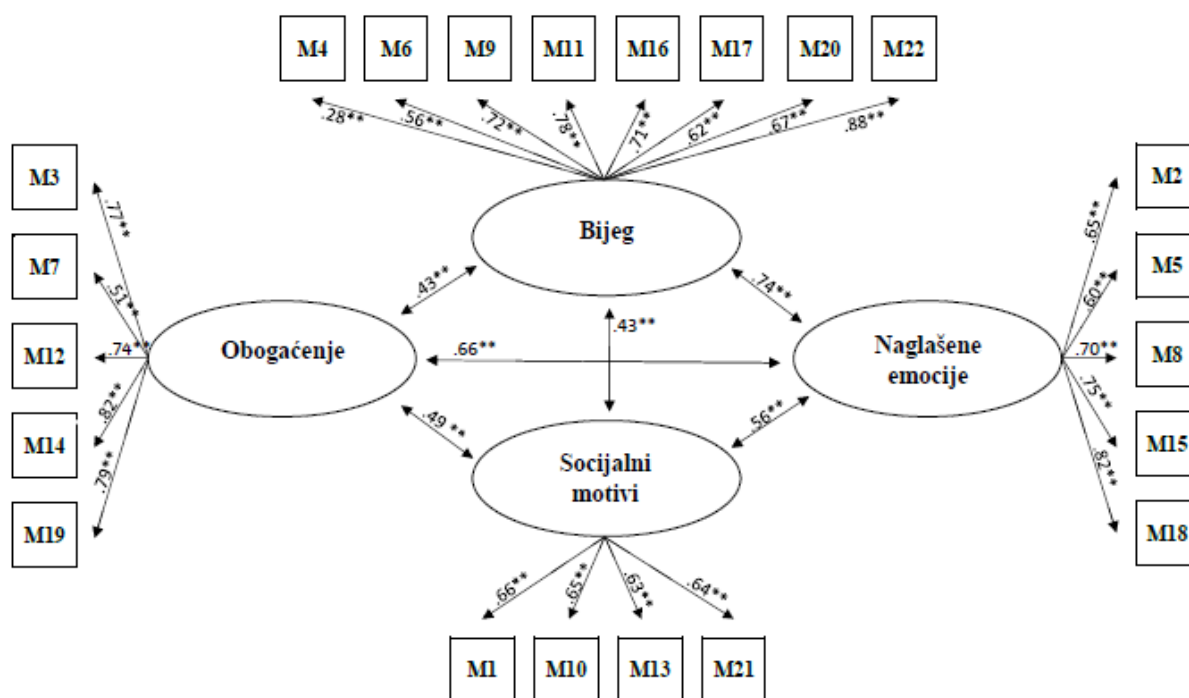 M4 M6 M9 M11 M16 M17 M20 M22
.28** .56** .72** .78** .71** .62** .67** .88**
M3
M7
M12
M14
M19
.77**
.51**
.74**
.82**
.79**
Bijeg
.43**
.74**
.43**
Obogaćenje
.66**
Naglašene
emocije
.49 **
.56**
Socijalni
motivi
.65**
.60**
.70**
.75**
.82**
M2
M5
M8
M15
M18
.66** .65** .63** .64**
M1 M10 M13 M21